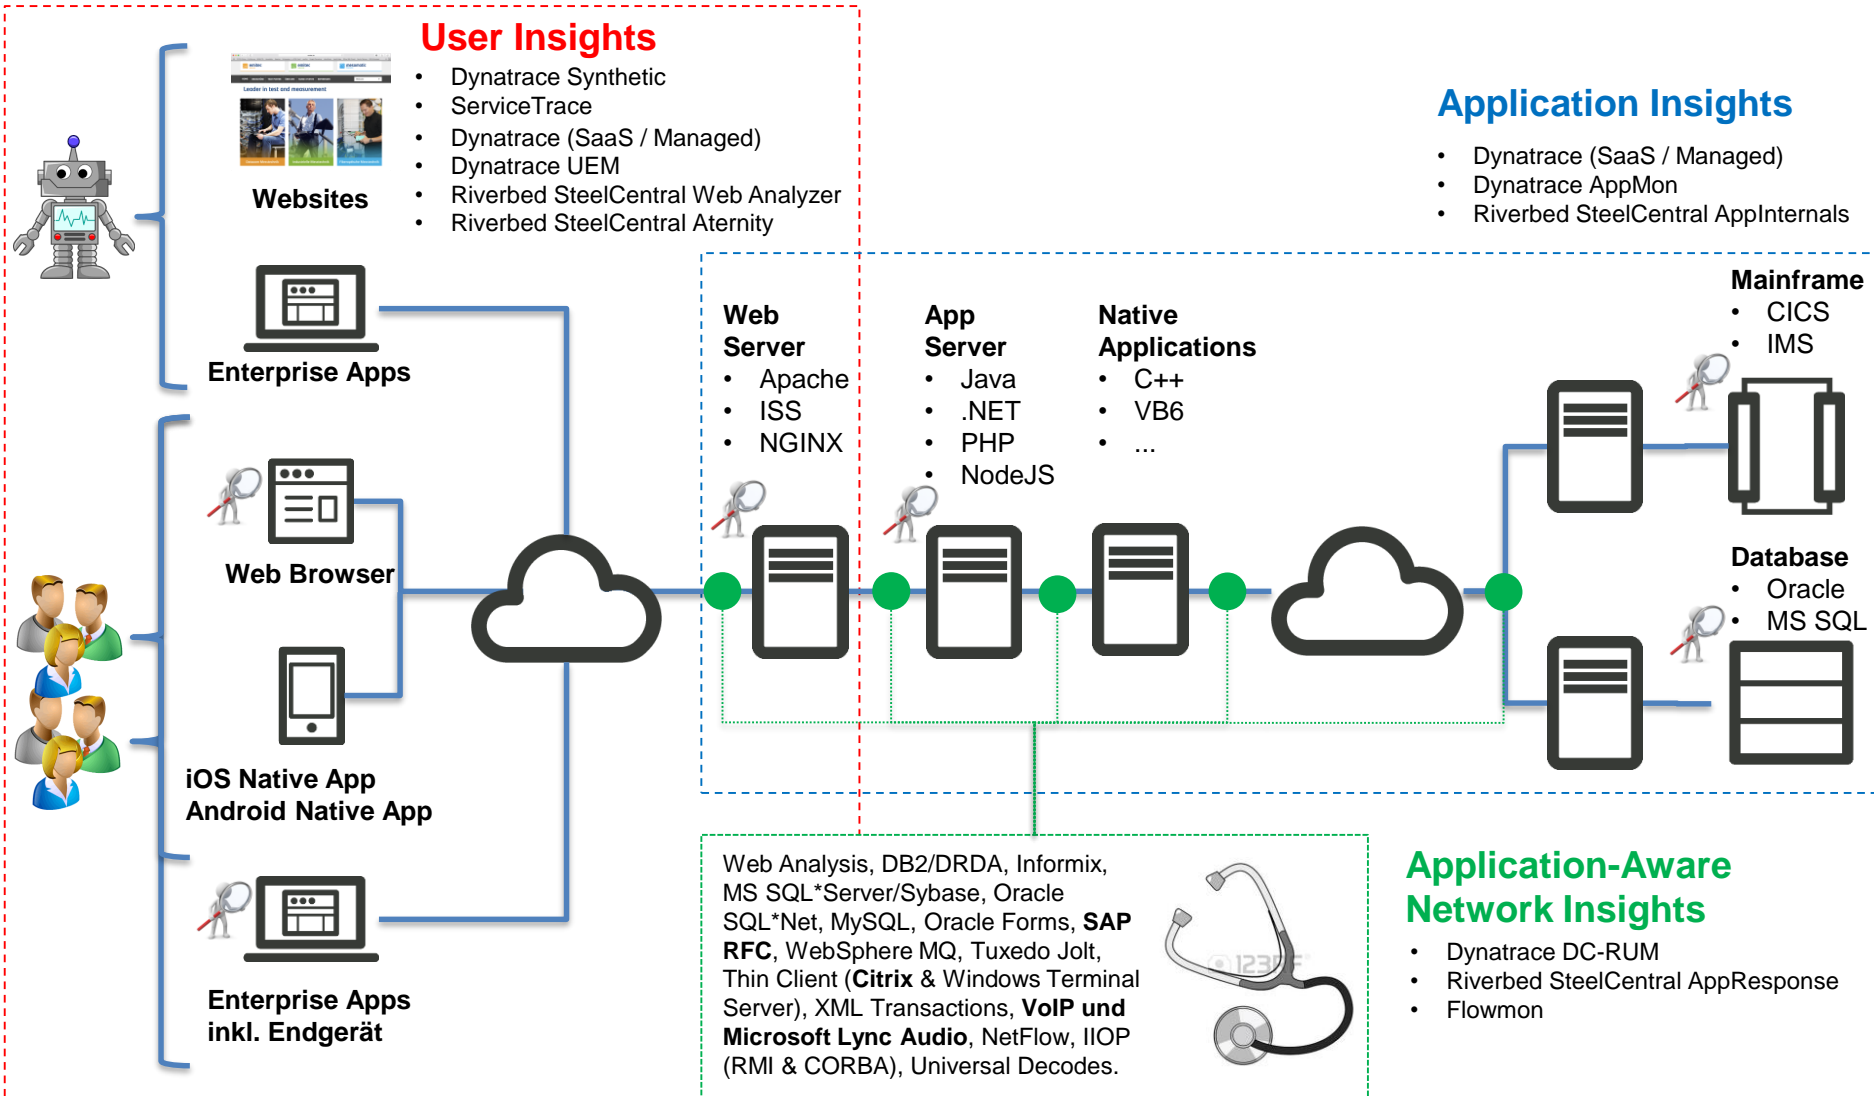 User Insights
• Dynatrace Synthetic
• ServiceTrace
• Dynatrace (SaaS / Managed)
• Dynatrace UEM
• Riverbed SteelCentral Web Analyzer
• Riverbed SteelCentral Aternity
Leader in test and measurement
Websites
Enterprise Apps
Web Browser
iOS Native App
Android Native App
Enterprise Apps
inkl. Endgerät
Application Insights
• Dynatrace (SaaS / Managed)
• Dynatrace AppMon
• Riverbed SteelCentral AppInternals
Web
Server
• Apache
• ISS
• NGINX
App
Server
• Java
• .NET
• PHP
• NodeJS
Native
Applications
• C++
• VB6
• ...
Mainframe
• CICS
• IMS
Database
• Oracle
• MS SQL
Web Analysis, DB2/DRDA, Informix,
MS SQL*Server/Sybase, Oracle
SQL*Net, MySQL, Oracle Forms, SAP
RFC, WebSphere MQ, Tuxedo Jolt,
Thin Client (Citrix & Windows Terminal
Server), XML Transactions, VoIP und
Microsoft Lync Audio, NetFlow, IIOP
(RMI & CORBA), Universal Decodes.
Application-Aware
Network Insights
• Dynatrace DC-RUM
• Riverbed SteelCentral AppResponse
• Flowmon